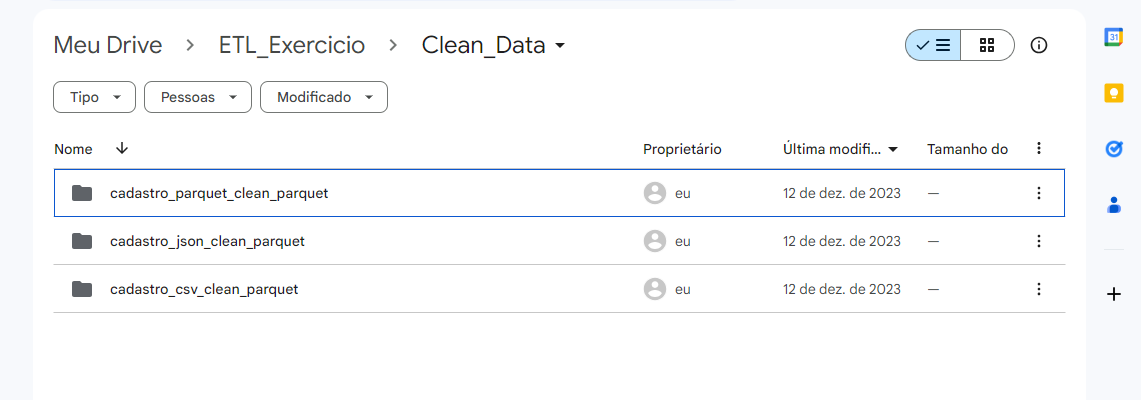 Meu Drive > ETL_Exercicio > Clean_Data
Tipo Pessoas Modificado
Nome Proprietário Última modifi... Tamanho do
cadastro_parquet_clean_parquet eu 12 de dez. de 2023 —
cadastro_json_clean_parquet eu 12 de dez. de 2023 —
cadastro_csv_clean_parquet eu 12 de dez. de 2023 —
31